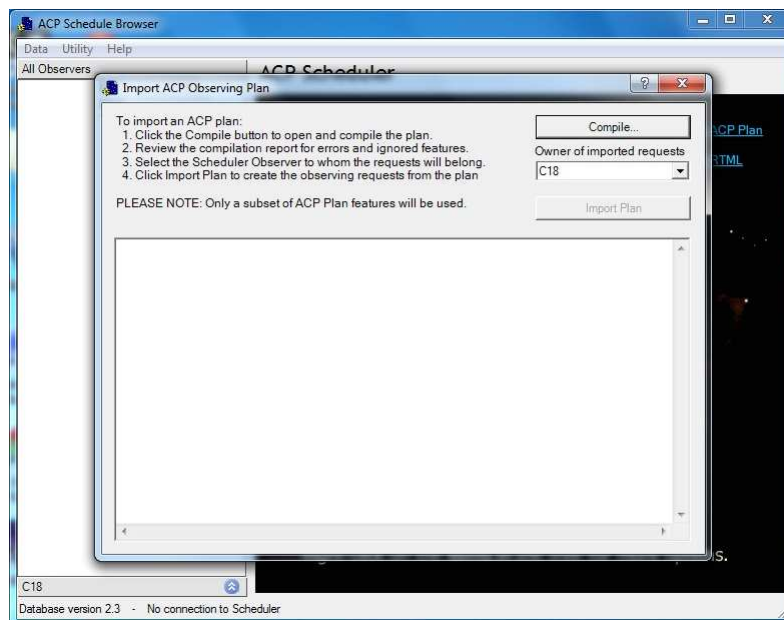 ACP Schedule Browser
Data Utility Help
All Observers
ACP Scheduler
Import ACP Observing Plan
To import an ACP plan:
1. Click the Compile button to open and compile the plan.
2. Review the compilation report for errors and ignored features.
3. Select the Scheduler Observer to whom the requests will belong.
4. Click Import Plan to create the observing requests from the plan
PLEASE NOTE: Only a subset of ACP Plan features will be used.
Compile...
Owner of imported requests
C18
Import Plan
ACP Plan
RTML
C18
Database version 2.3 - No connection to Scheduler